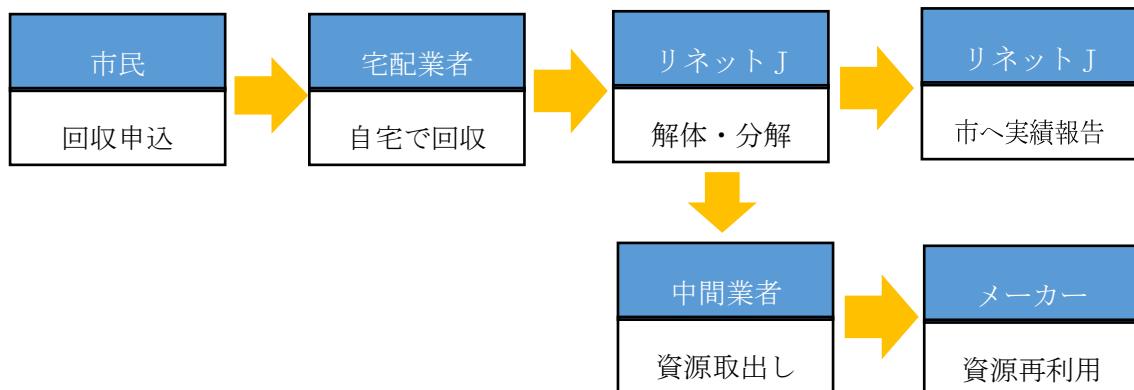 市民
回収申込
宅配業者
自宅で回収
リネットJ
解体・分解
リネットJ
市へ実績報告
中間業者
資源取出し
メーカー
資源再利用